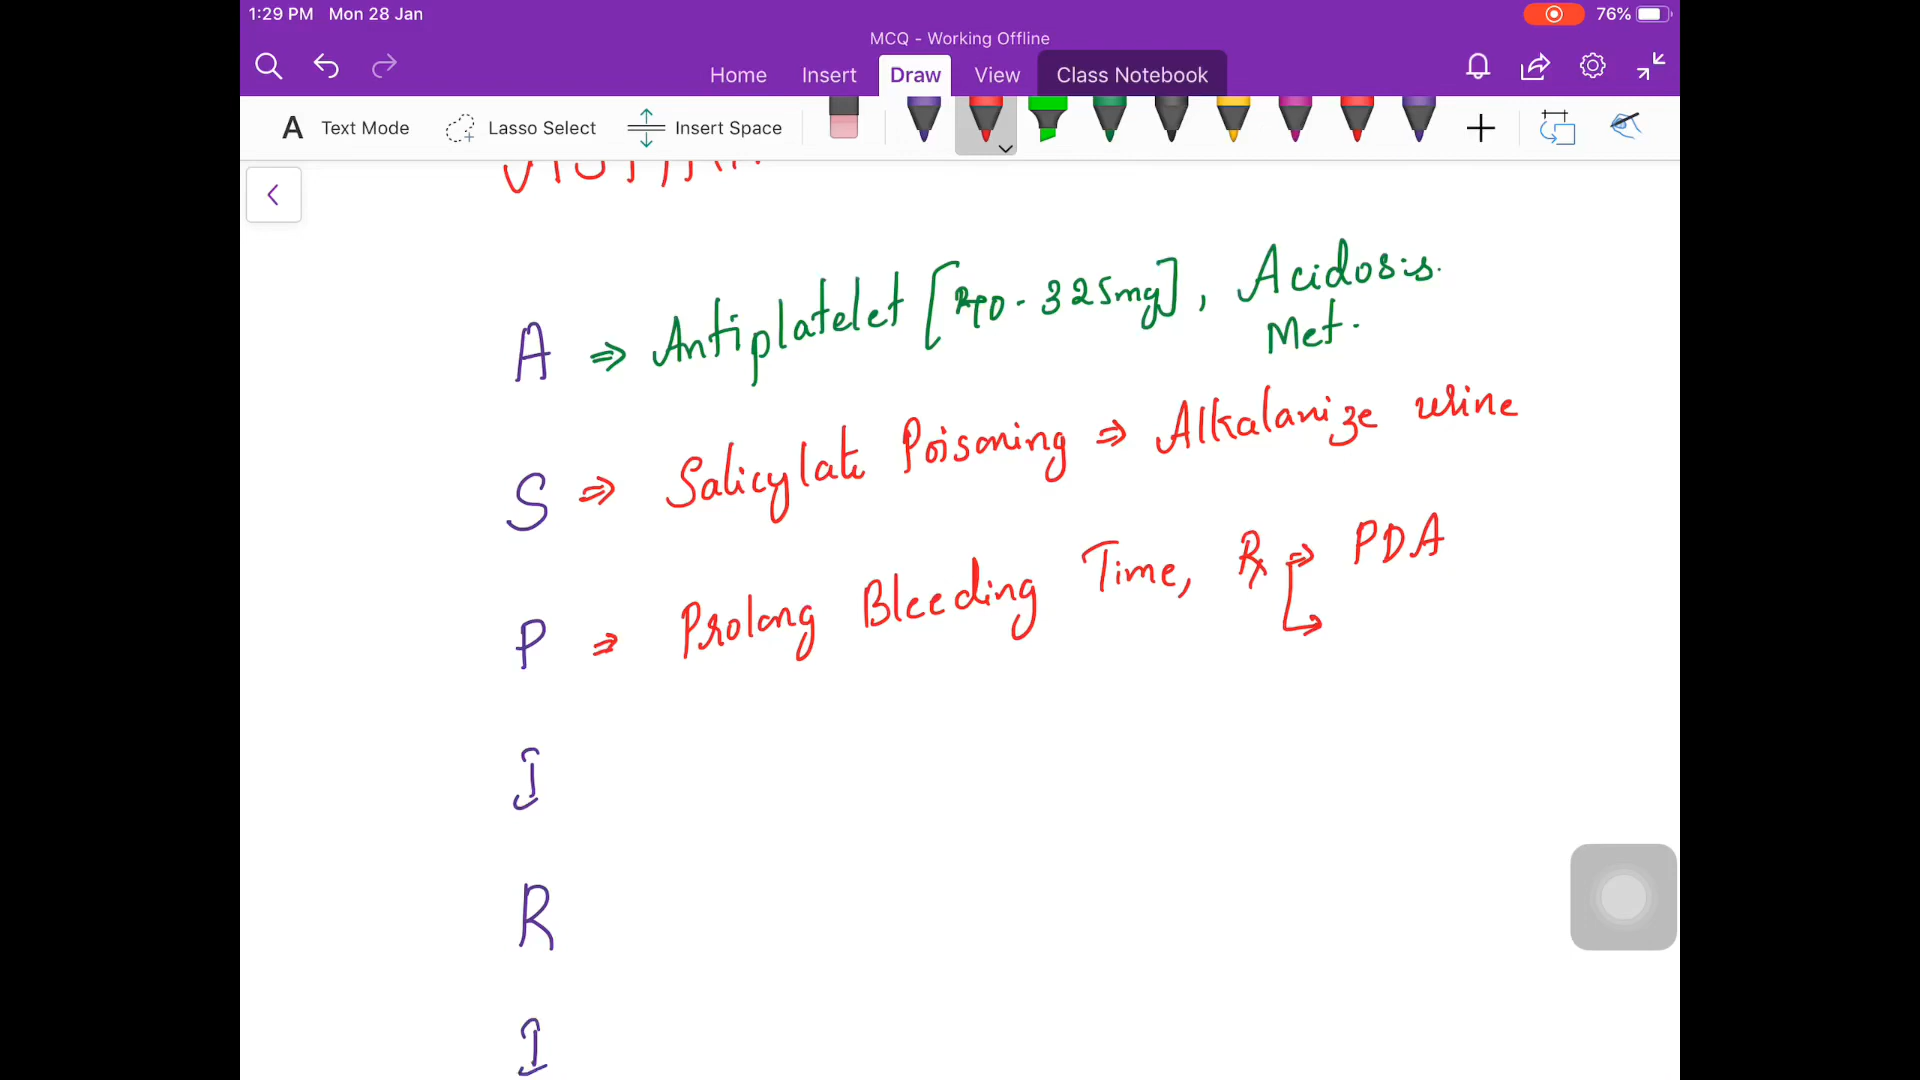 1:29 PM Mon 28 Jan
76%
MCQ - Working Offline
Home Insert Draw View Class Notebook
A Text Mode Lasso Select Insert Space
A ⇒ Antiplatelet [ - 325mg], Acidosis.
Met.
S ⇒ Salicylate Poisoning ⇒ Alkalanize urine
P ⇒ Prolong Bleeding Time, Rx ⇒ PDA
I
R
I